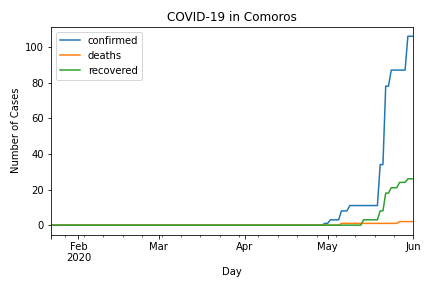 COVID-19 in Comoros
confirmed
deaths
recovered
Number of Cases
100
80
60
40
20
0
Feb
2020
Mar
Apr
May
Jun
Day